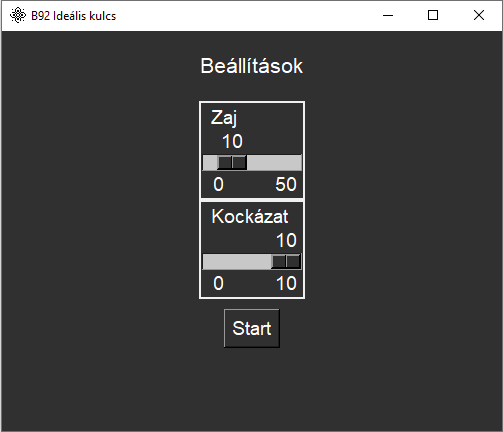 B92 Ideális kulcs
Beállítások
Zaj
10
0 50
Kockázat
10
0 10
Start